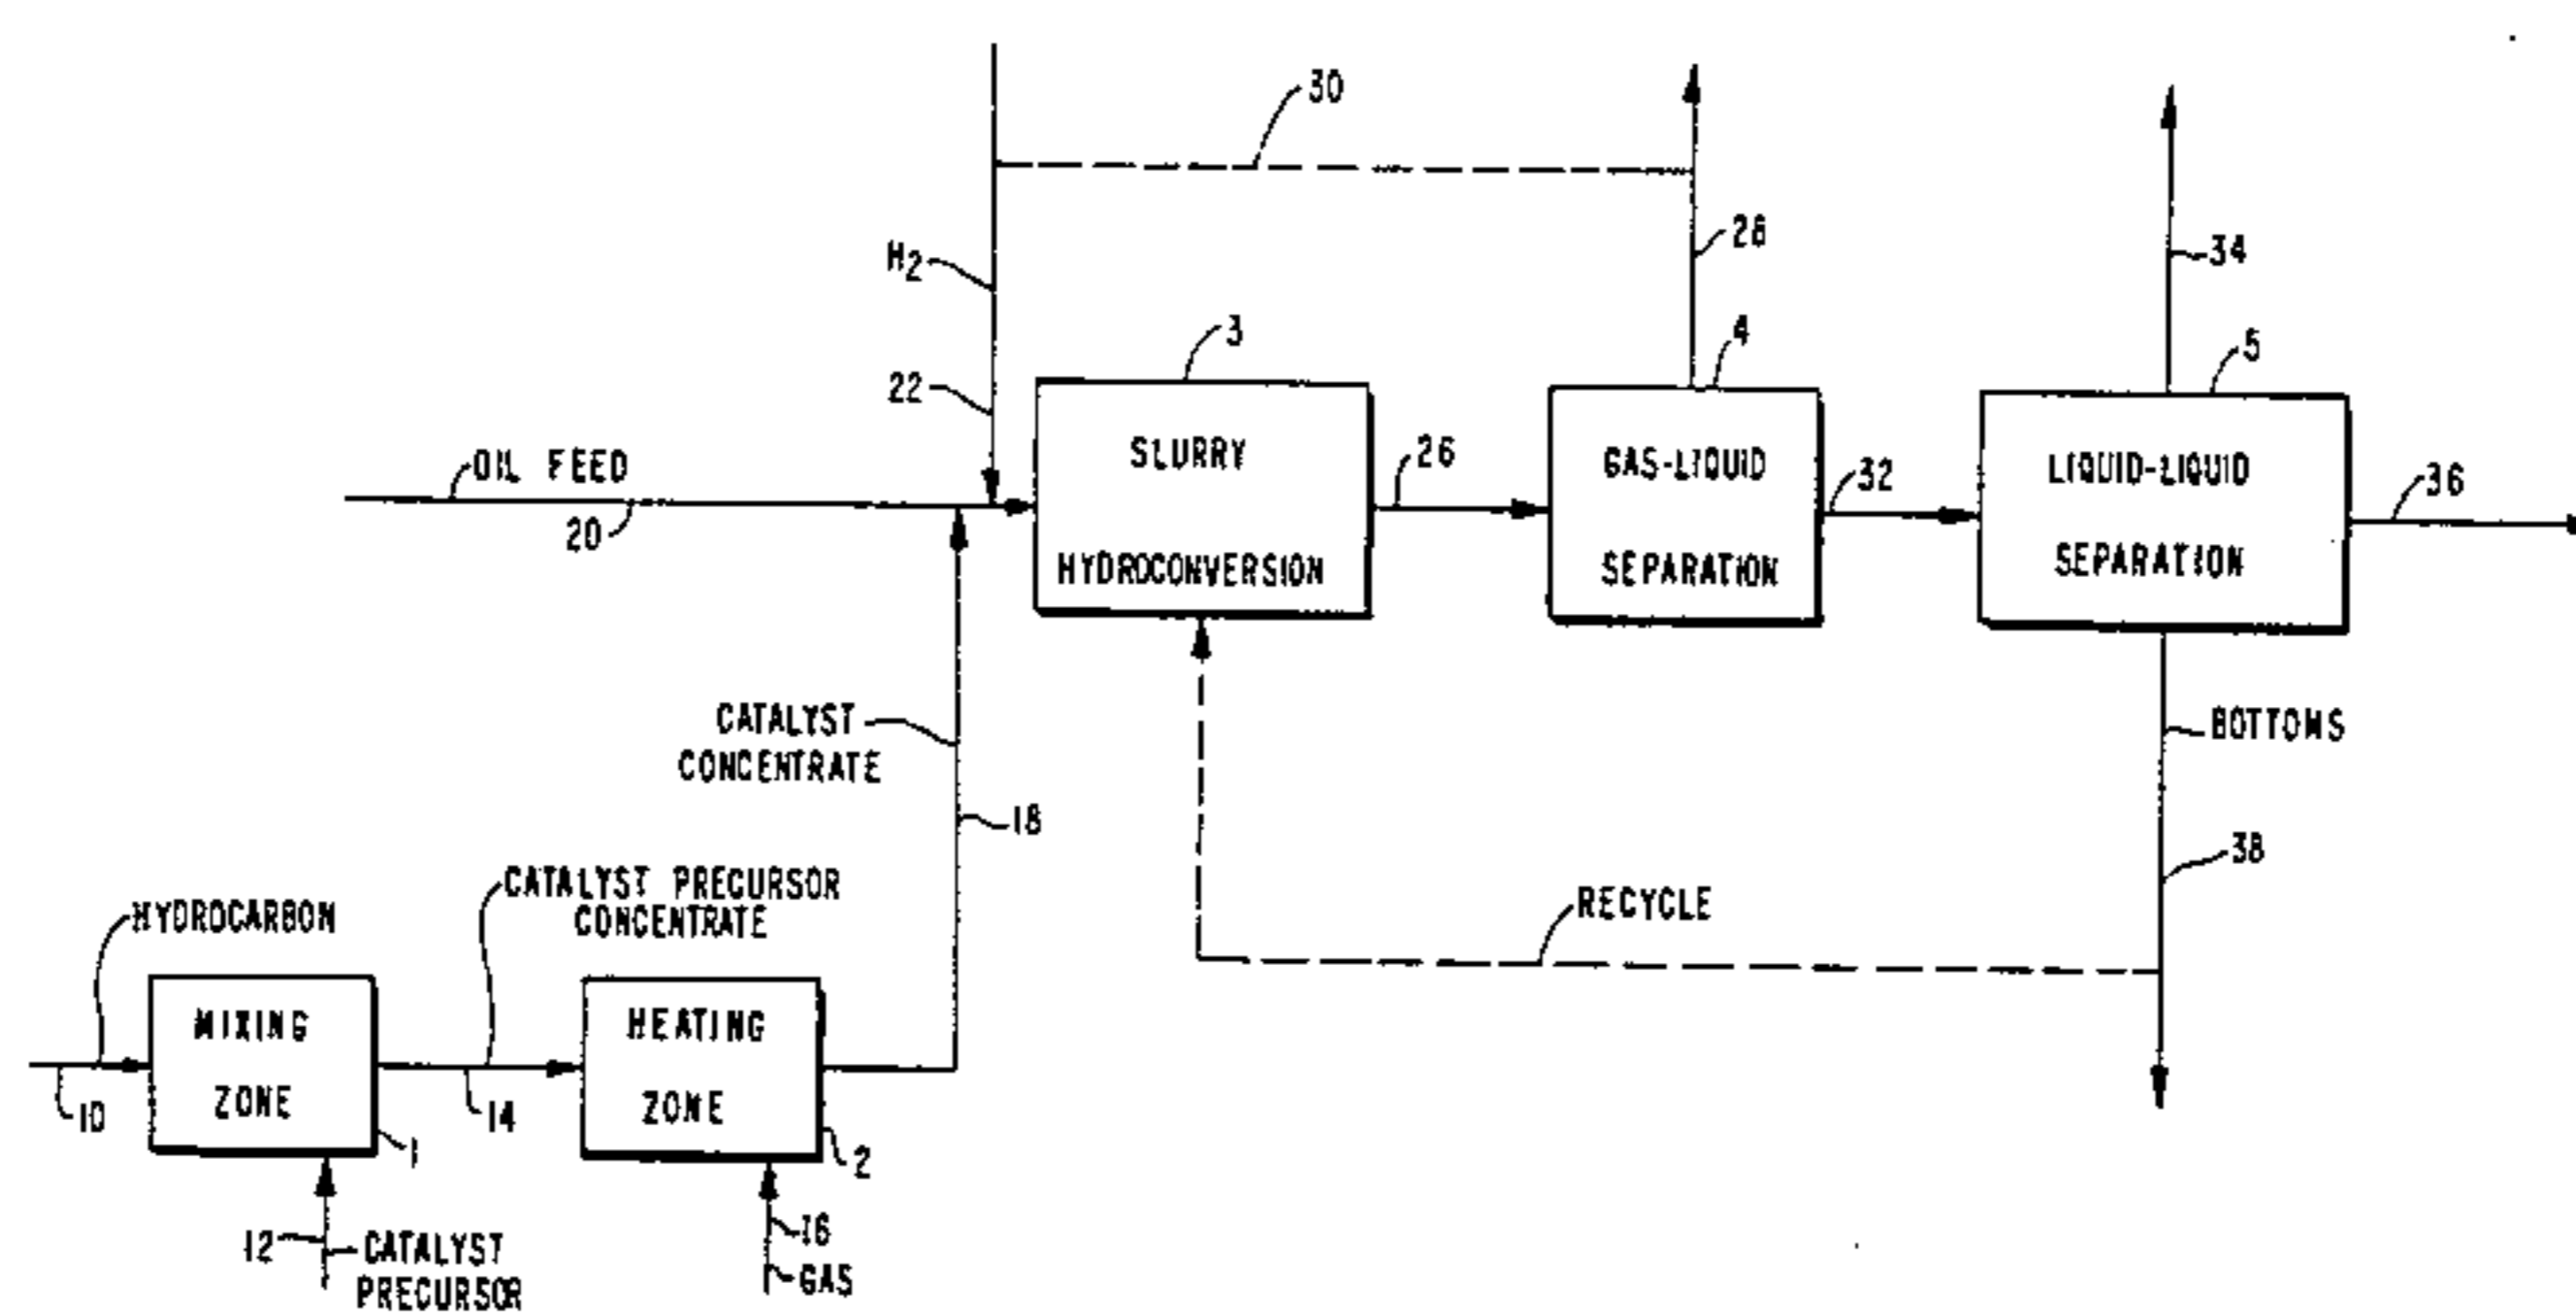 30
28
34
H2
3
4
5
22
OIL FEED
20
SLURRY
HYDROCONVERSION
26
GAS-LIQUID
SEPARATION
32
LIQUID-LIQUID
SEPARATION
36
CATALYST
CONCENTRATE
18
BOTTOMS
38
RECYCLE
HYDROCARBON
CATALYST PRECURSOR
CONCENTRATE
MIXING
ZONE
HEATING
ZONE
10
14
1
2
12
CATALYST
PRECURSOR
16
GAS